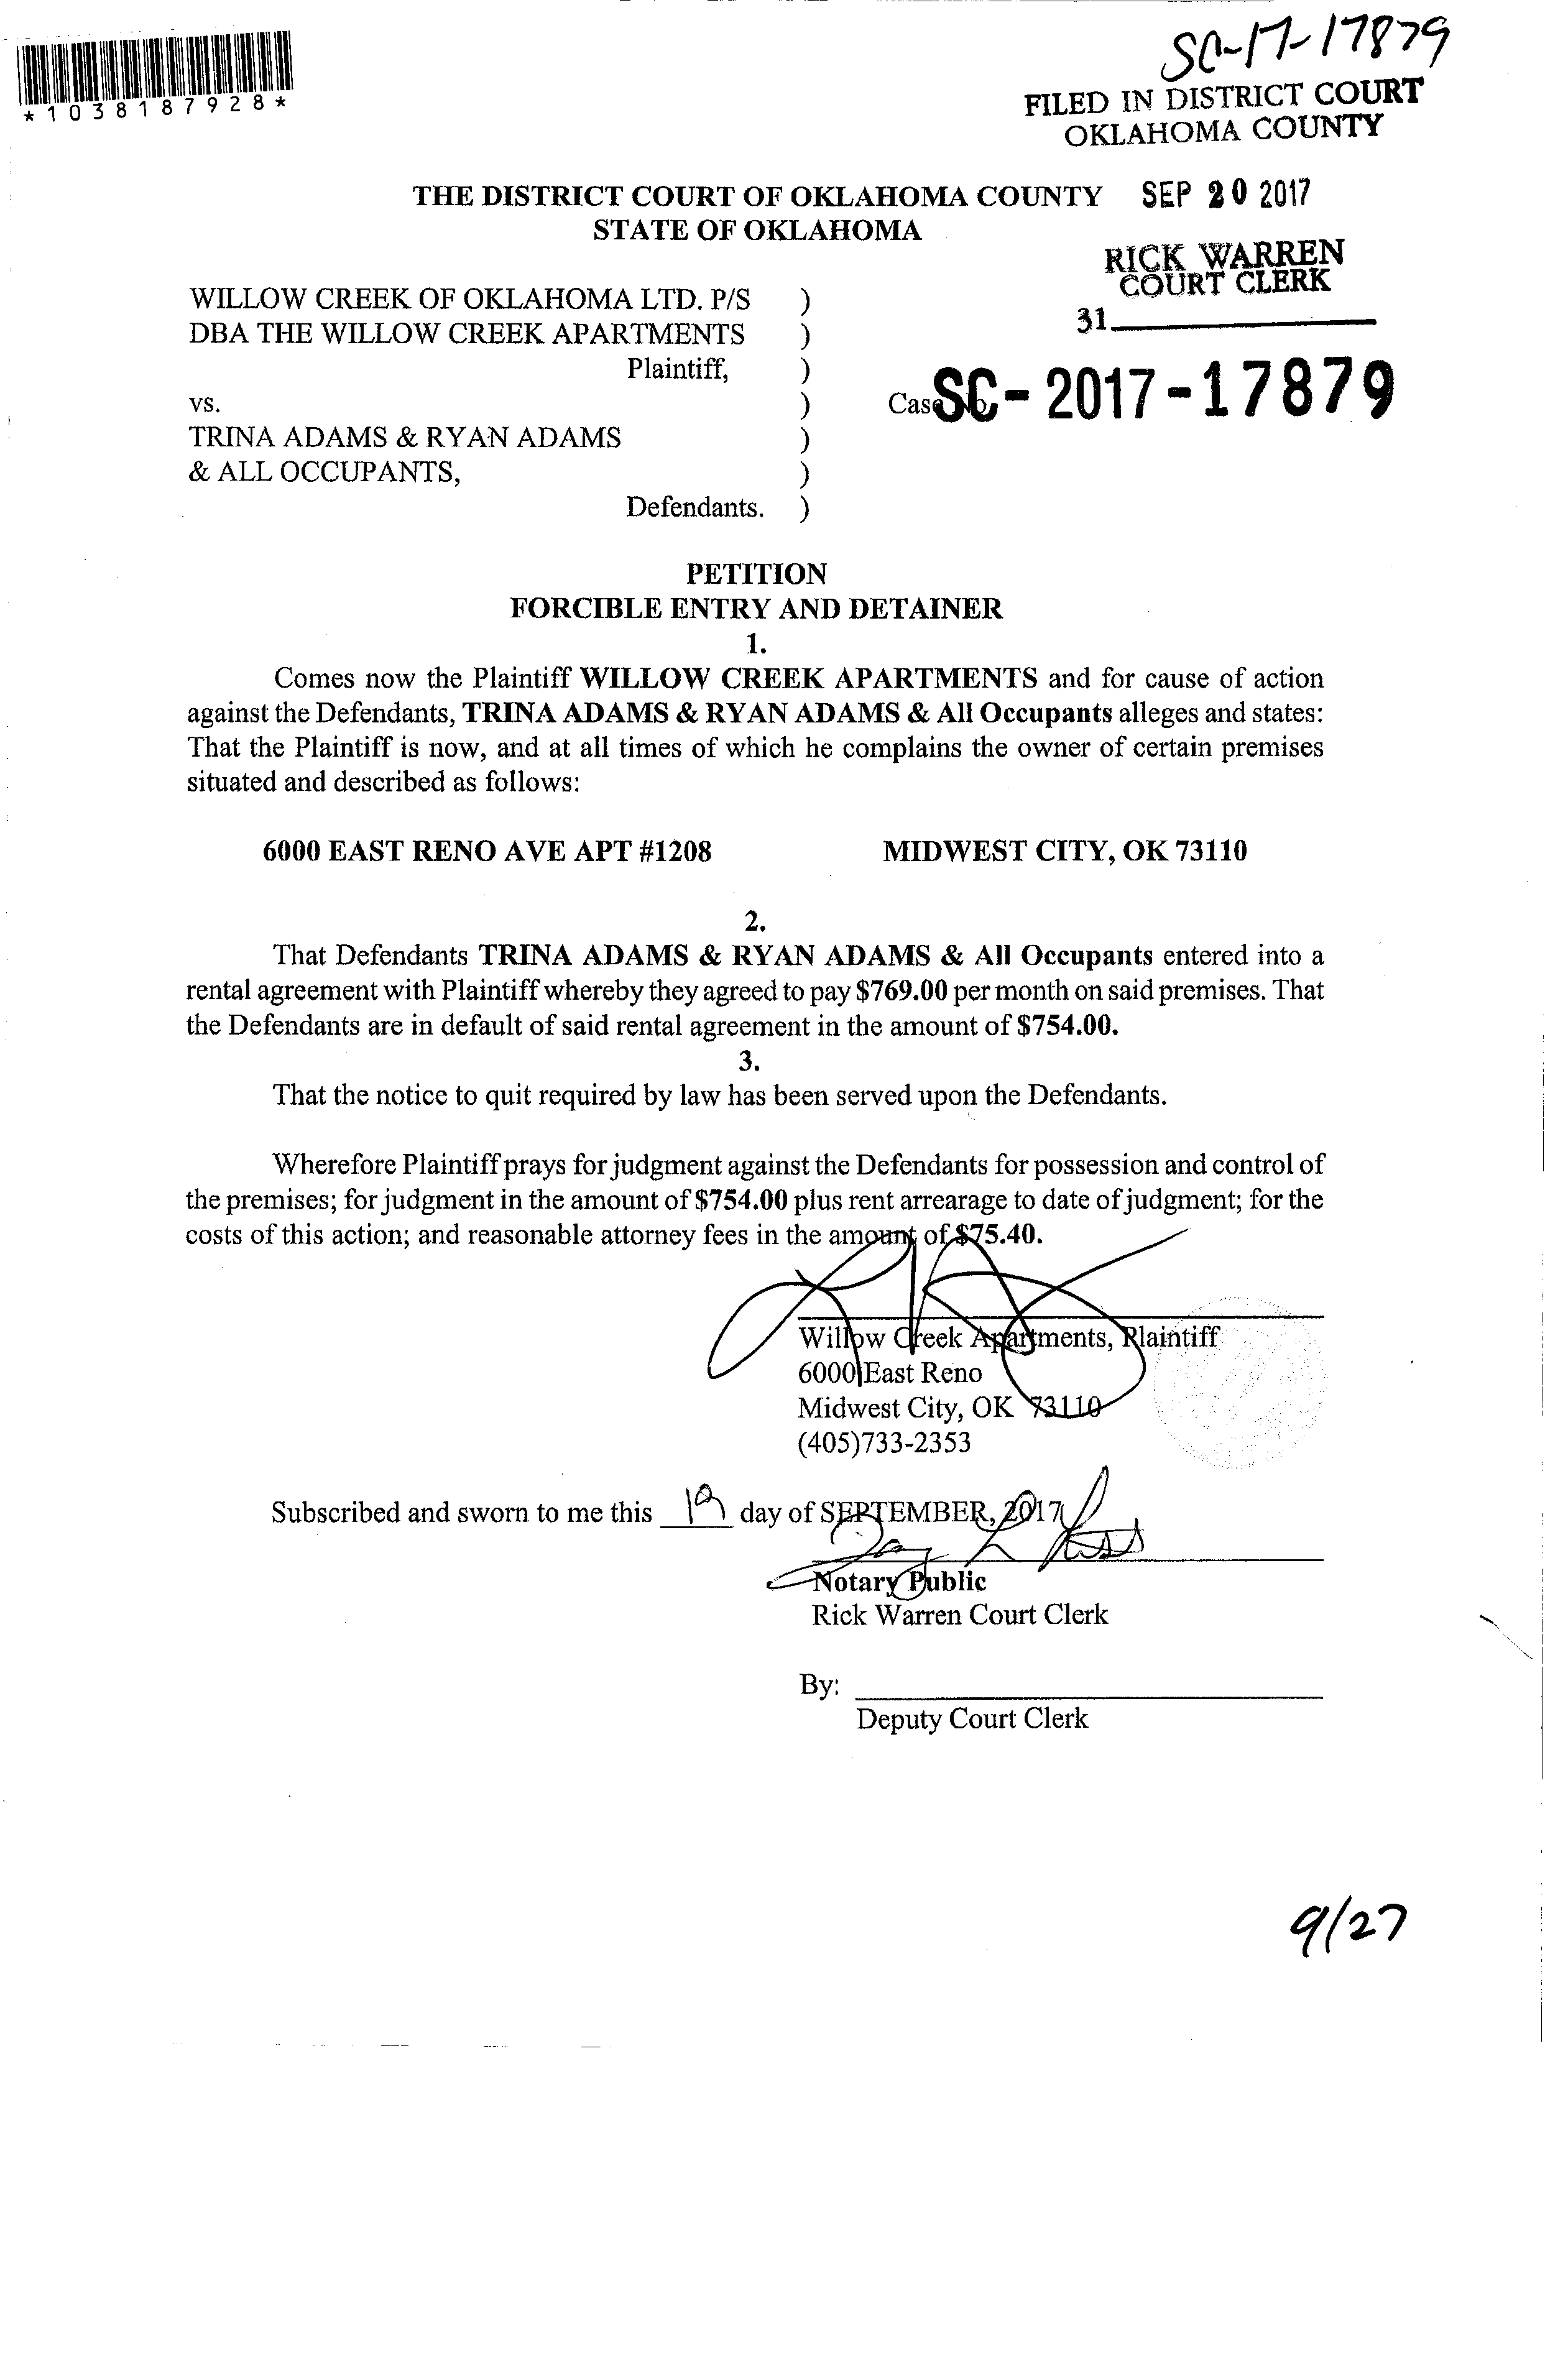 SC-17-17879
*1038187928*
FILED IN DISTRICT COURT
OKLAHOMA COUNTY
THE DISTRICT COURT OF OKLAHOMA COUNTY SEP 20 2017
STATE OF OKLAHOMA
RICK WARREN
COURT CLERK
31
WILLOW CREEK OF OKLAHOMA LTD. P/S )
DBA THE WILLOW CREEK APARTMENTS )
Plaintiff, )
vs. ) Case No. SC-2017-17879
TRINA ADAMS & RYAN ADAMS )
& ALL OCCUPANTS, )
Defendants. )
PETITION
FORCIBLE ENTRY AND DETAINER
1.
Comes now the Plaintiff WILLOW CREEK APARTMENTS and for cause of action
against the Defendants, TRINA ADAMS & RYAN ADAMS & All Occupants alleges and states:
That the Plaintiff is now, and at all times of which he complains the owner of certain premises
situated and described as follows:
6000 EAST RENO AVE APT #1208 MIDWEST CITY, OK 73110
2.
That Defendants TRINA ADAMS & RYAN ADAMS & All Occupants entered into a
rental agreement with Plaintiff whereby they agreed to pay $769.00 per month on said premises. That
the Defendants are in default of said rental agreement in the amount of $754.00.
3.
That the notice to quit required by law has been served upon the Defendants.
Wherefore Plaintiff prays for judgment against the Defendants for possession and control of
the premises; for judgment in the amount of $754.00 plus rent arrearage to date of judgment; for the
costs of this action; and reasonable attorney fees in the amount of $75.40.
Willow Creek Apartments, Plaintiff
6000 East Reno
Midwest City, OK 73110
(405)733-2353
Subscribed and sworn to me this 19 day of SEPTEMBER, 2017
Notary Public
Rick Warren Court Clerk
By:
Deputy Court Clerk
9/27